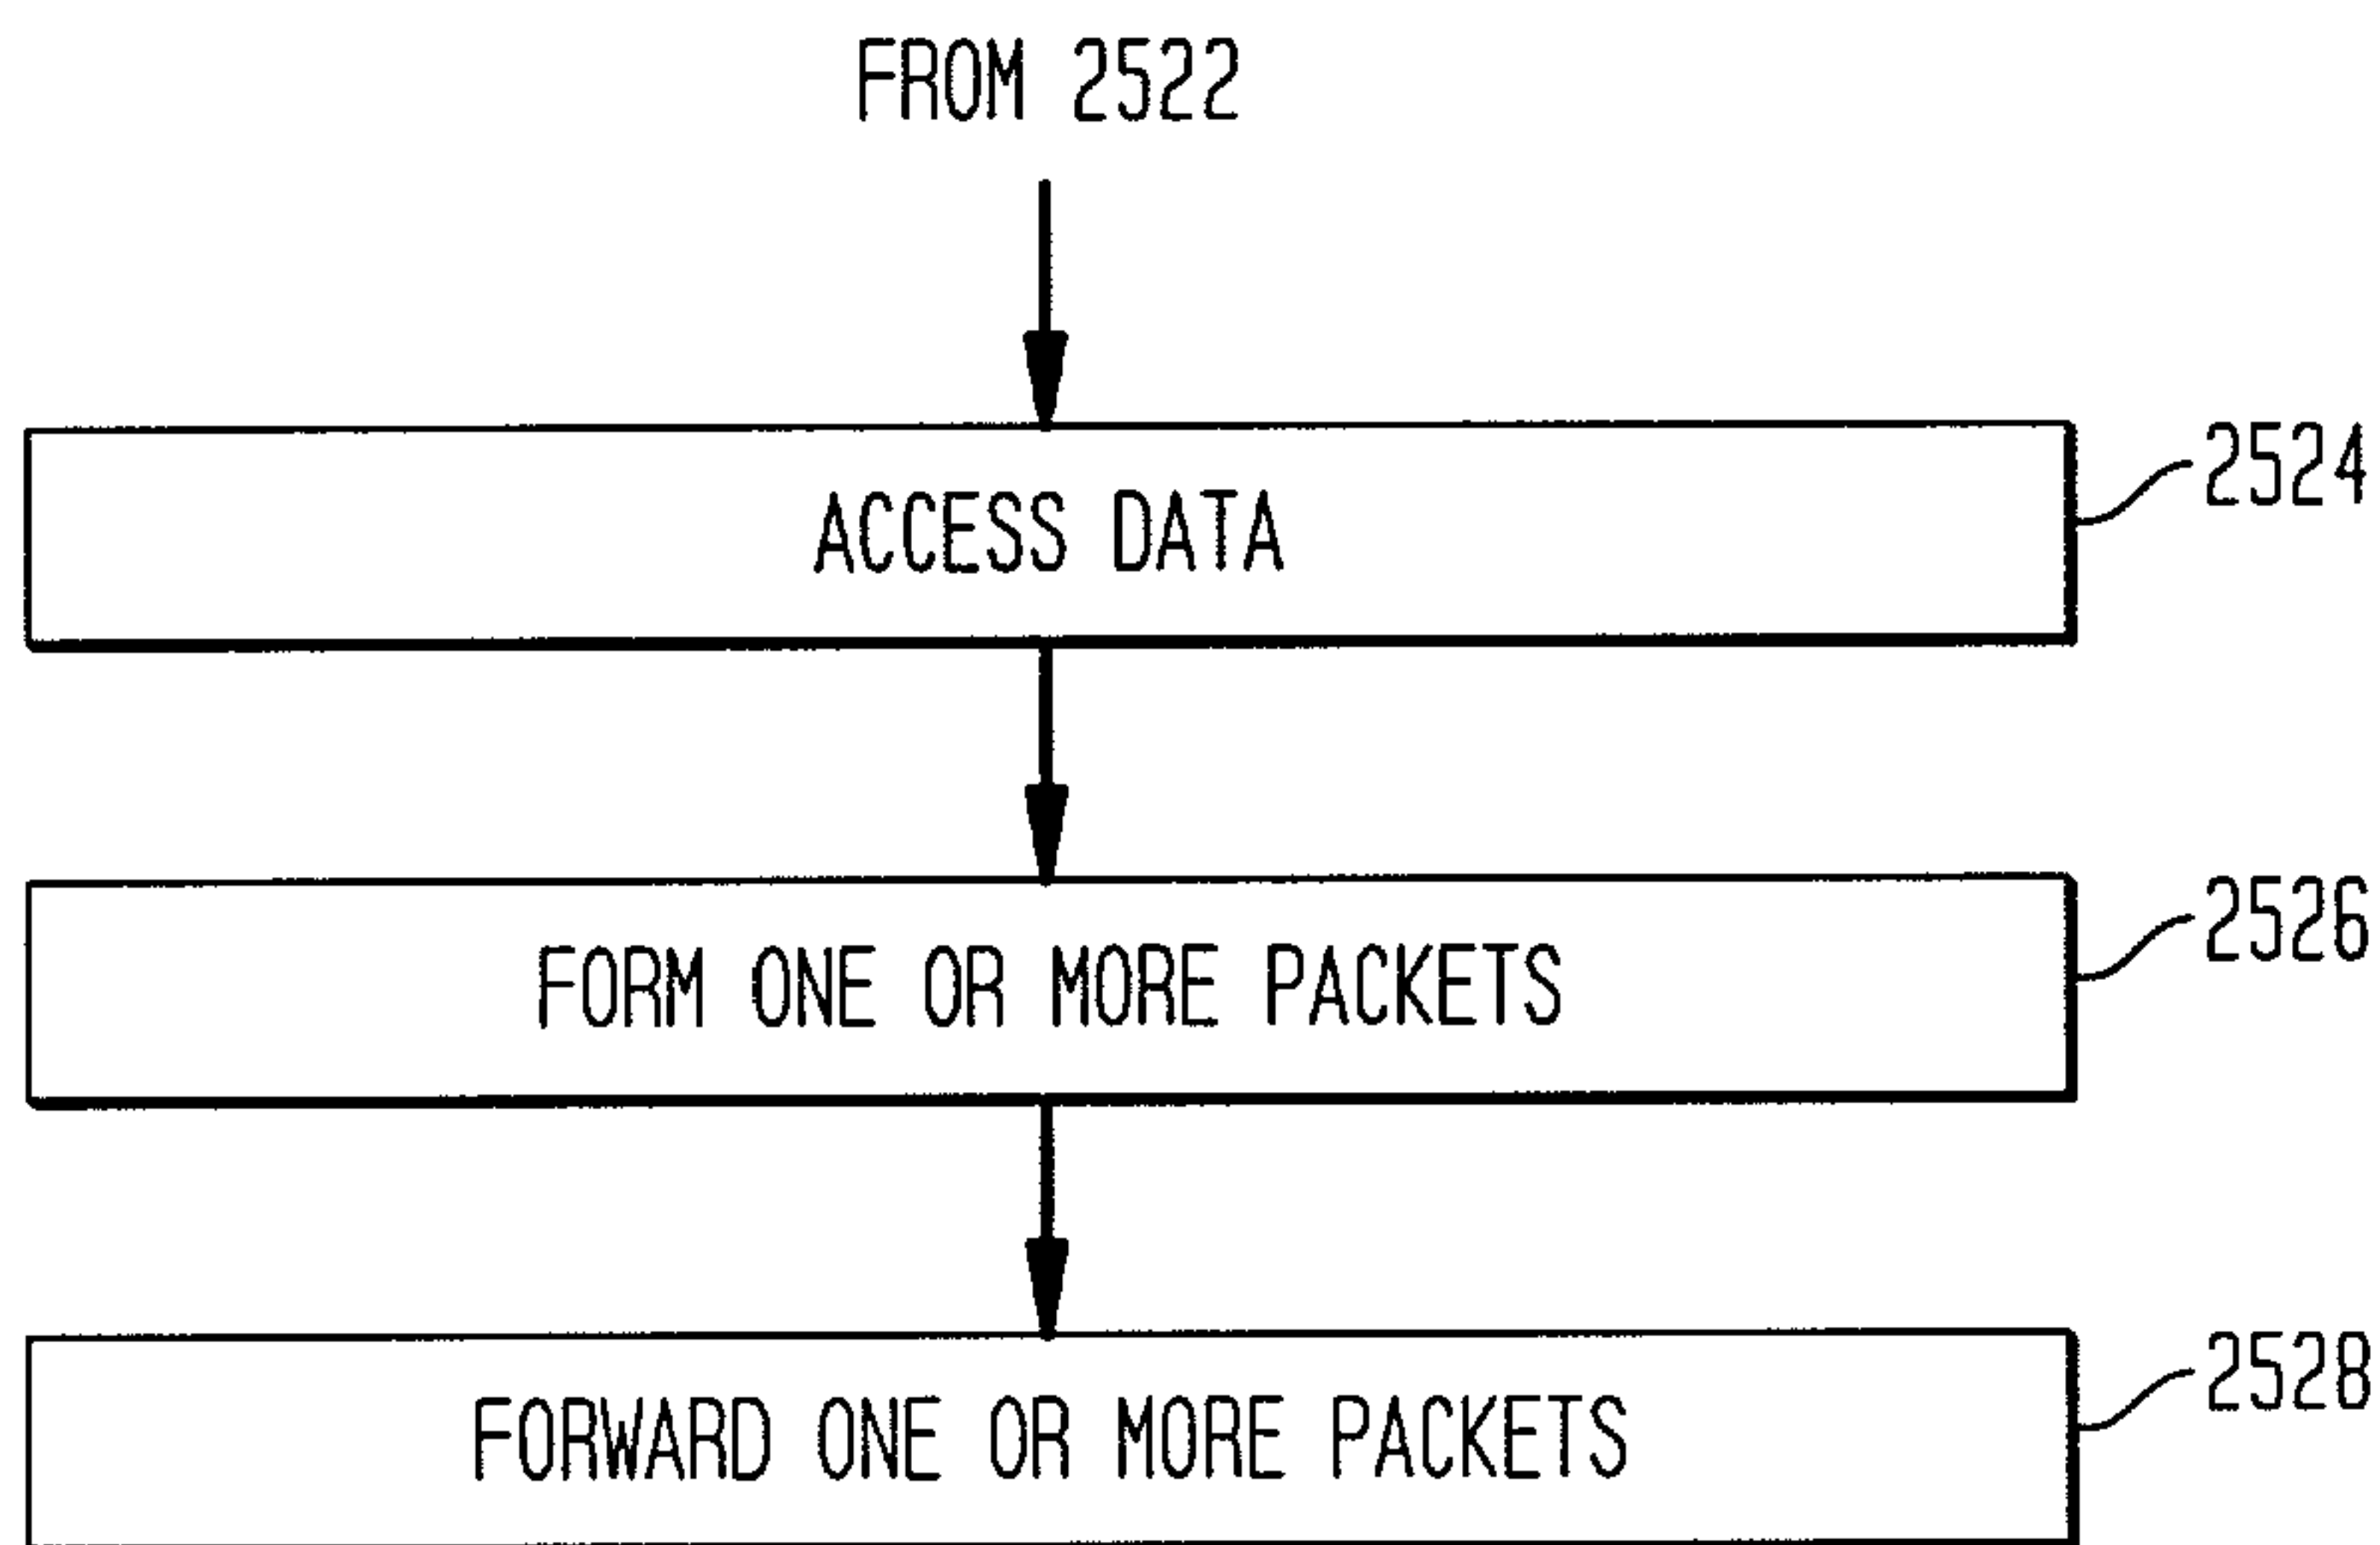 FROM 2522
ACCESS DATA
2524
FORM ONE OR MORE PACKETS
2526
FORWARD ONE OR MORE PACKETS
2528